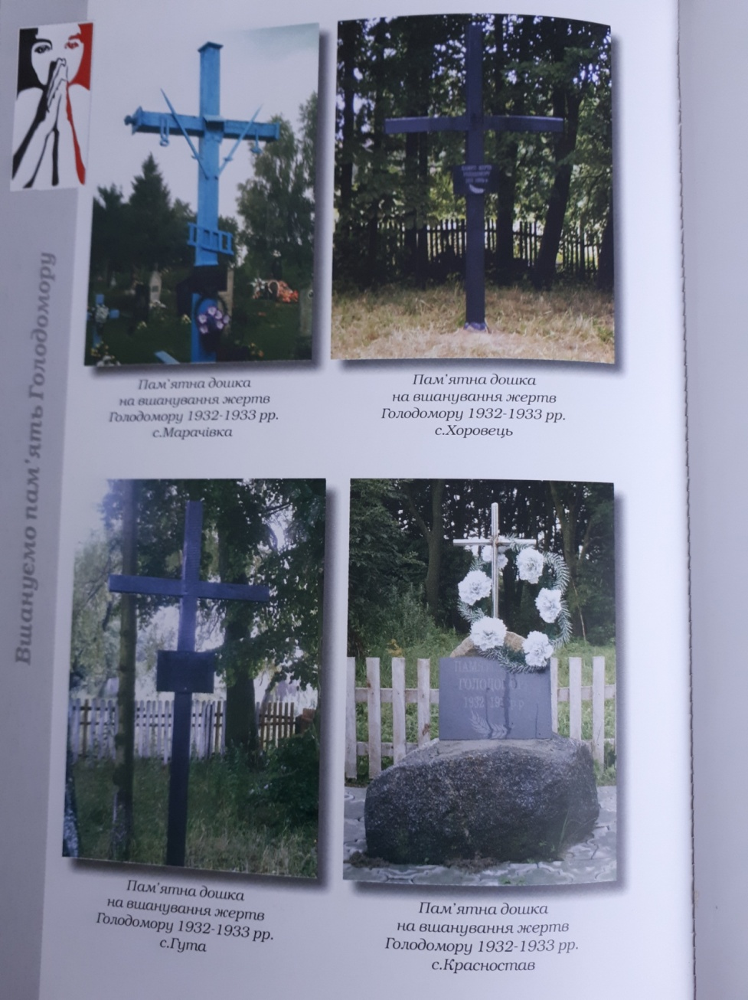 Вшануємо пам'ять Голодомору
Пам'ятна дошка
на вшанування жертв
Голодомору 1932-1933 рр.
с.Марачівка
Пам'ятна дошка
на вшанування жертв
Голодомору 1932-1933 рр.
с.Хоровець
Пам'ятна дошка
на вшанування жертв
Голодомору 1932-1933 рр.
с.Гута
ГОЛОДОМОРУ
1932
Пам'ятна дошка
на вшанування жертв
Голодомору 1932-1933 рр.
с.Красностав